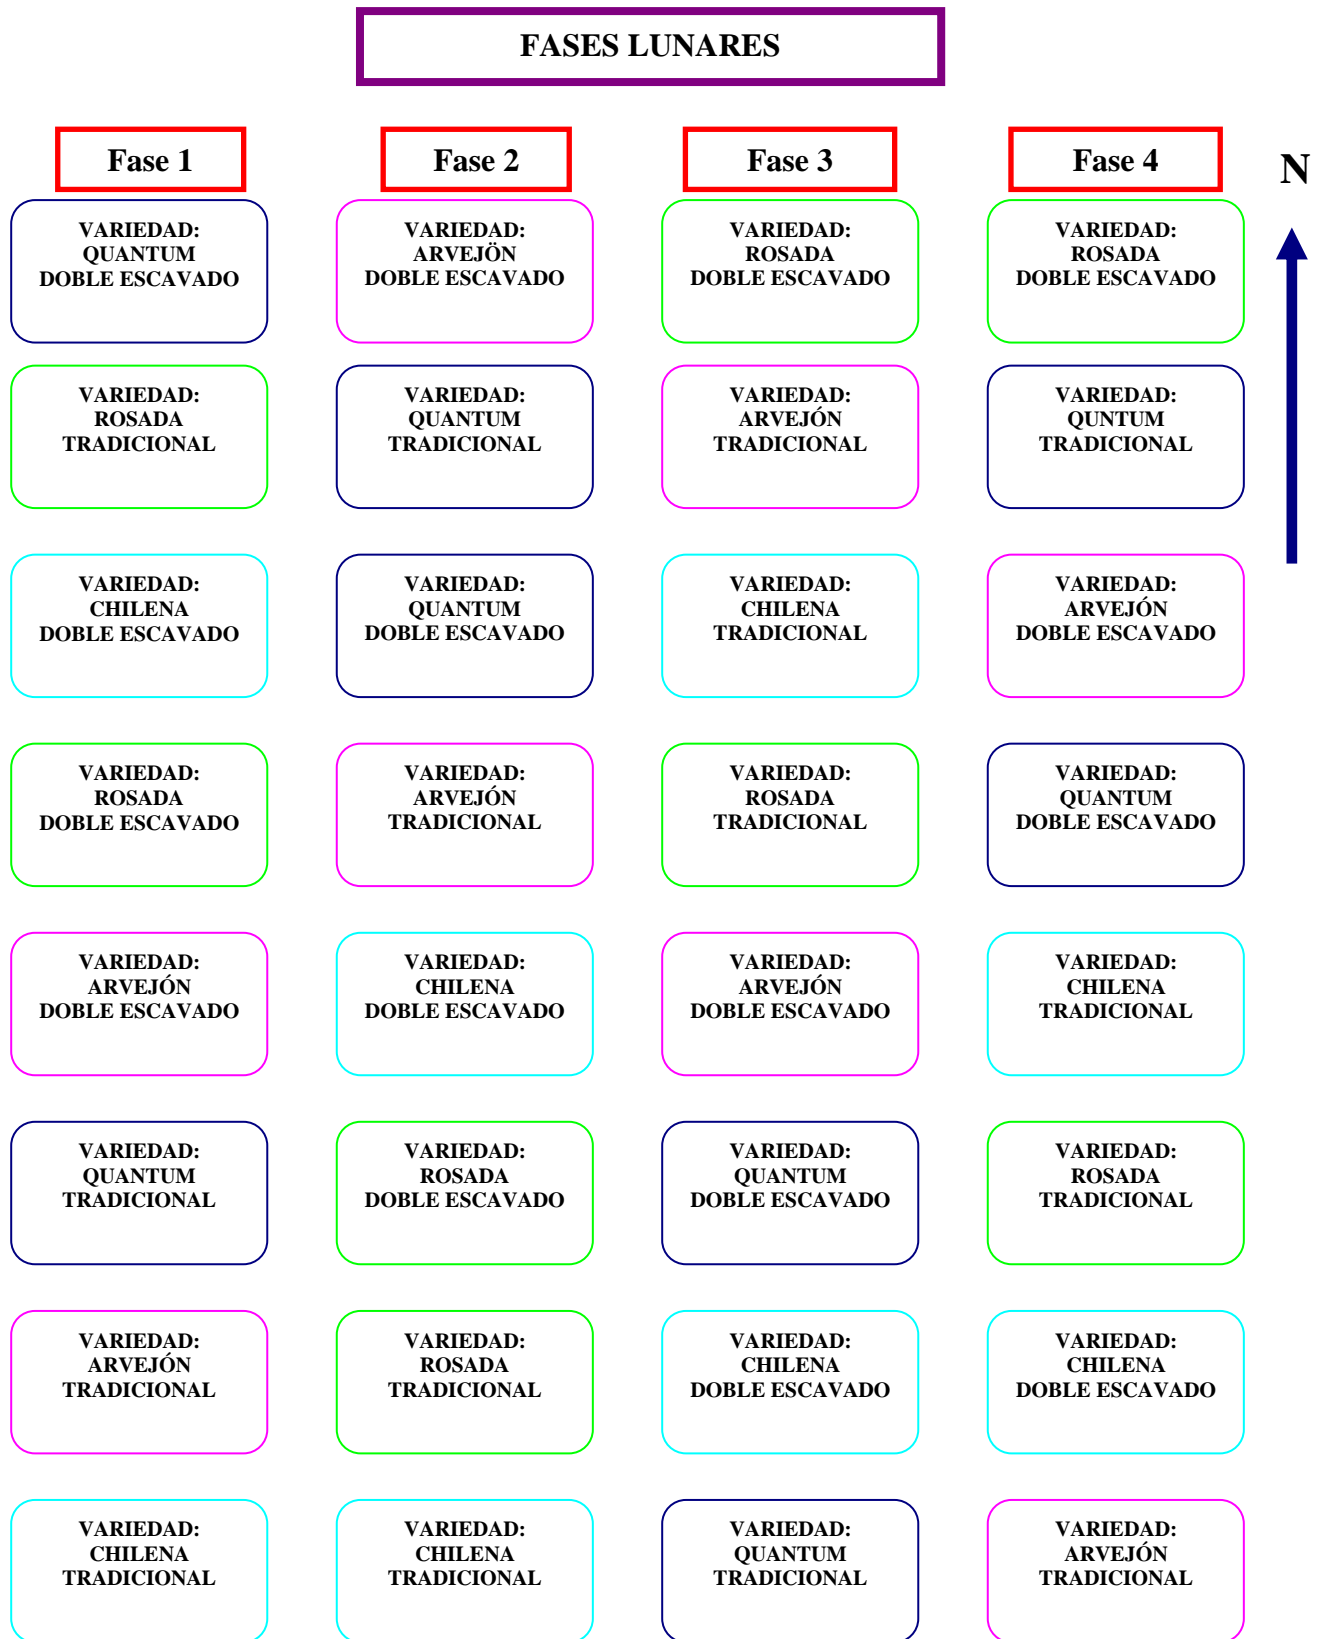 FASES LUNARES
Fase 1
Fase 2
Fase 3
Fase 4
N
VARIEDAD:
QUANTUM
DOBLE ESCAVADO
VARIEDAD:
ARVEJÖN
DOBLE ESCAVADO
VARIEDAD:
ROSADA
DOBLE ESCAVADO
VARIEDAD:
ROSADA
DOBLE ESCAVADO
VARIEDAD:
ROSADA
TRADICIONAL
VARIEDAD:
QUANTUM
TRADICIONAL
VARIEDAD:
ARVEJÓN
TRADICIONAL
VARIEDAD:
QUNTUM
TRADICIONAL
VARIEDAD:
CHILENA
DOBLE ESCAVADO
VARIEDAD:
QUANTUM
DOBLE ESCAVADO
VARIEDAD:
CHILENA
TRADICIONAL
VARIEDAD:
ARVEJÓN
DOBLE ESCAVADO
VARIEDAD:
ROSADA
DOBLE ESCAVADO
VARIEDAD:
ARVEJÓN
TRADICIONAL
VARIEDAD:
ROSADA
TRADICIONAL
VARIEDAD:
QUANTUM
DOBLE ESCAVADO
VARIEDAD:
ARVEJÓN
DOBLE ESCAVADO
VARIEDAD:
CHILENA
DOBLE ESCAVADO
VARIEDAD:
ARVEJÓN
DOBLE ESCAVADO
VARIEDAD:
CHILENA
TRADICIONAL
VARIEDAD:
QUANTUM
TRADICIONAL
VARIEDAD:
ROSADA
DOBLE ESCAVADO
VARIEDAD:
QUANTUM
DOBLE ESCAVADO
VARIEDAD:
ROSADA
TRADICIONAL
VARIEDAD:
ARVEJÓN
TRADICIONAL
VARIEDAD:
ROSADA
TRADICIONAL
VARIEDAD:
CHILENA
DOBLE ESCAVADO
VARIEDAD:
CHILENA
DOBLE ESCAVADO
VARIEDAD:
CHILENA
TRADICIONAL
VARIEDAD:
CHILENA
TRADICIONAL
VARIEDAD:
QUANTUM
TRADICIONAL
VARIEDAD:
ARVEJÓN
TRADICIONAL